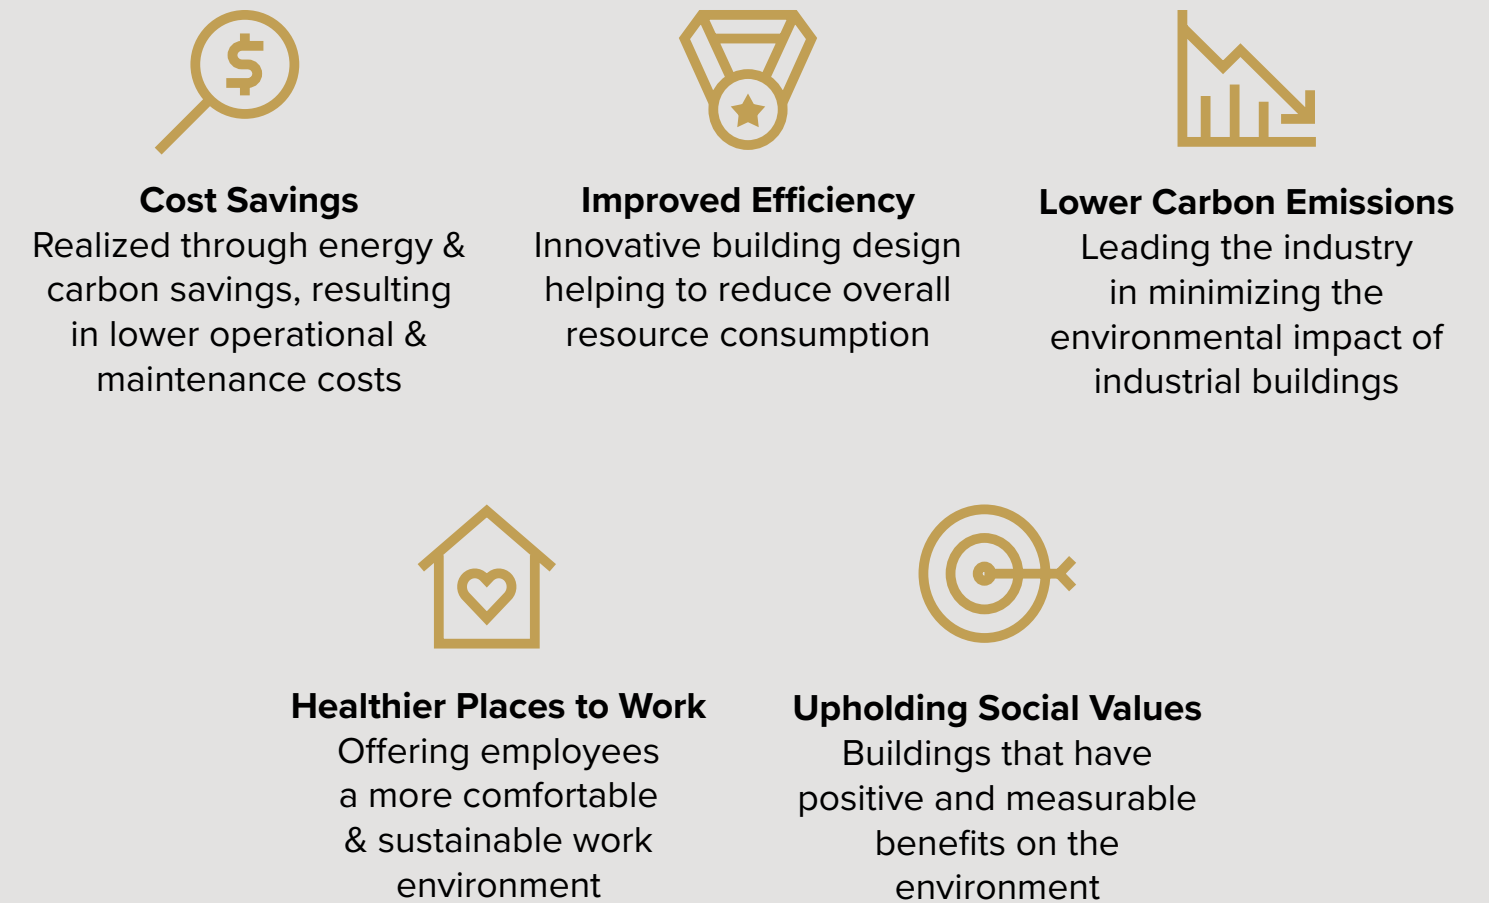 Cost Savings
Realized through energy &
carbon savings, resulting
in lower operational &
maintenance costs
Improved Efficiency
Innovative building design
helping to reduce overall
resource consumption
Lower Carbon Emissions
Leading the industry
in minimizing the
environmental impact of
industrial buildings
Healthier Places to Work
Offering employees
a more comfortable
& sustainable work
environment
Upholding Social Values
Buildings that have
positive and measurable
benefits on the
environment